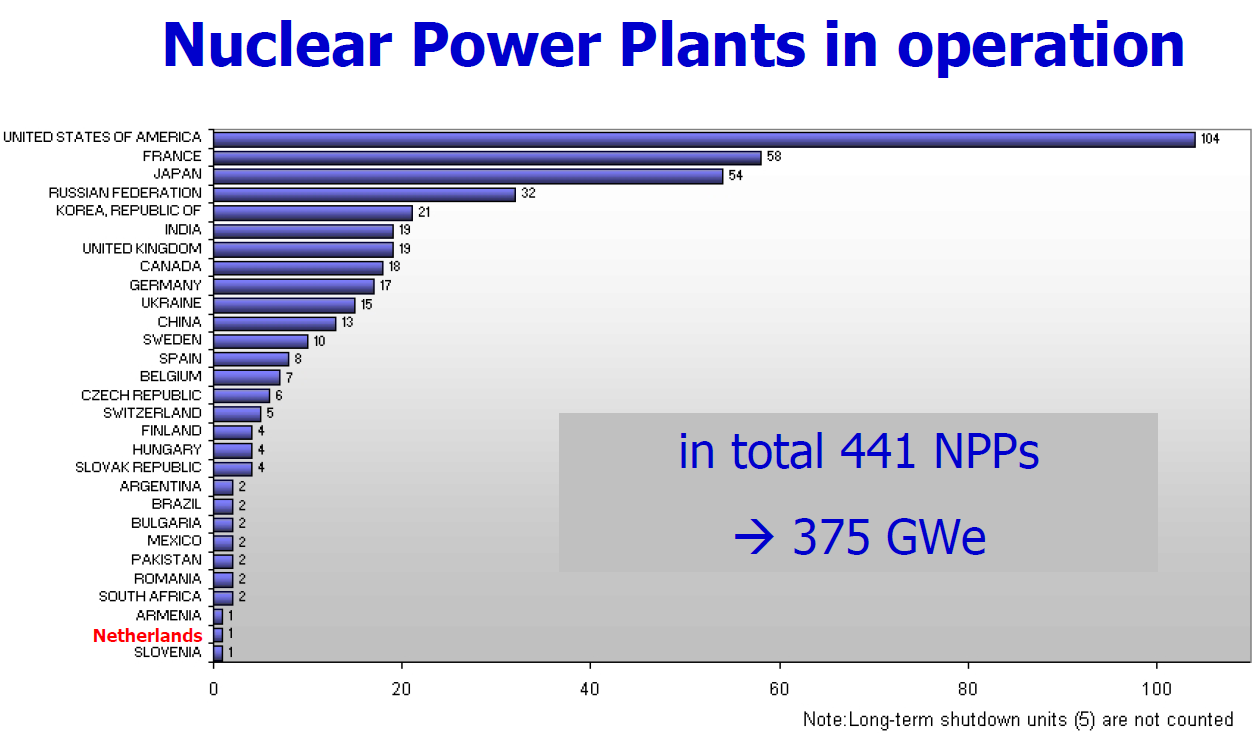 Nuclear Power Plants in operation
UNITED STATES OF AMERICA 104
FRANCE 58
JAPAN 54
RUSSIAN FEDERATION 32
KOREA, REPUBLIC OF 21
INDIA 19
UNITED KINGDOM 19
CANADA 18
GERMANY 17
UKRAINE 15
CHINA 13
SWEDEN 10
SPAIN 8
BELGIUM 7
CZECH REPUBLIC 6
SWITZERLAND 5
FINLAND 4
HUNGARY 4
SLOVAK REPUBLIC 4
ARGENTINA 2
BRAZIL 2
BULGARIA 2
MEXICO 2
PAKISTAN 2
ROMANIA 2
SOUTH AFRICA 2
ARMENIA 1
Netherlands 1
SLOVENIA 1
in total 441 NPPs
→ 375 GWe
0 20 40 60 80 100
Note:Long-term shutdown units (5) are not counted